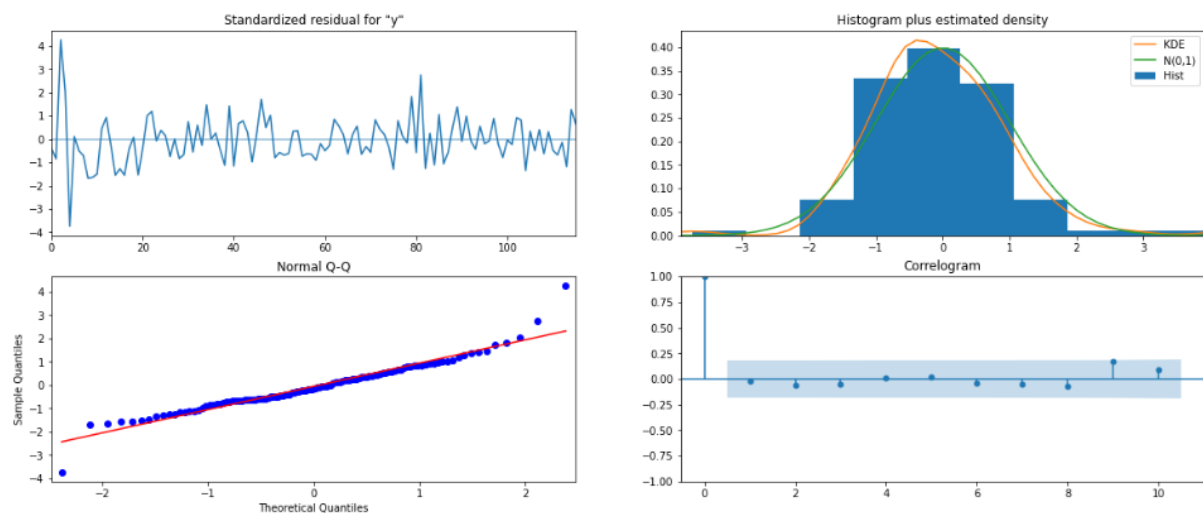 Standardized residual for "y"
4
3
2
1
0
−1
−2
−3
−4
0 20 40 60 80 100
Histogram plus estimated density
KDE
N(0,1)
Hist
0.40
0.35
0.30
0.25
0.20
0.15
0.10
0.05
0.00
−3 −2 −1 0 1 2 3
Normal Q-Q
Sample Quantiles
4
3
2
1
0
−1
−2
−3
−4
−2 −1 0 1 2
Theoretical Quantiles
Correlogram
1.00
0.75
0.50
0.25
0.00
−0.25
−0.50
−0.75
−1.00
0 2 4 6 8 10